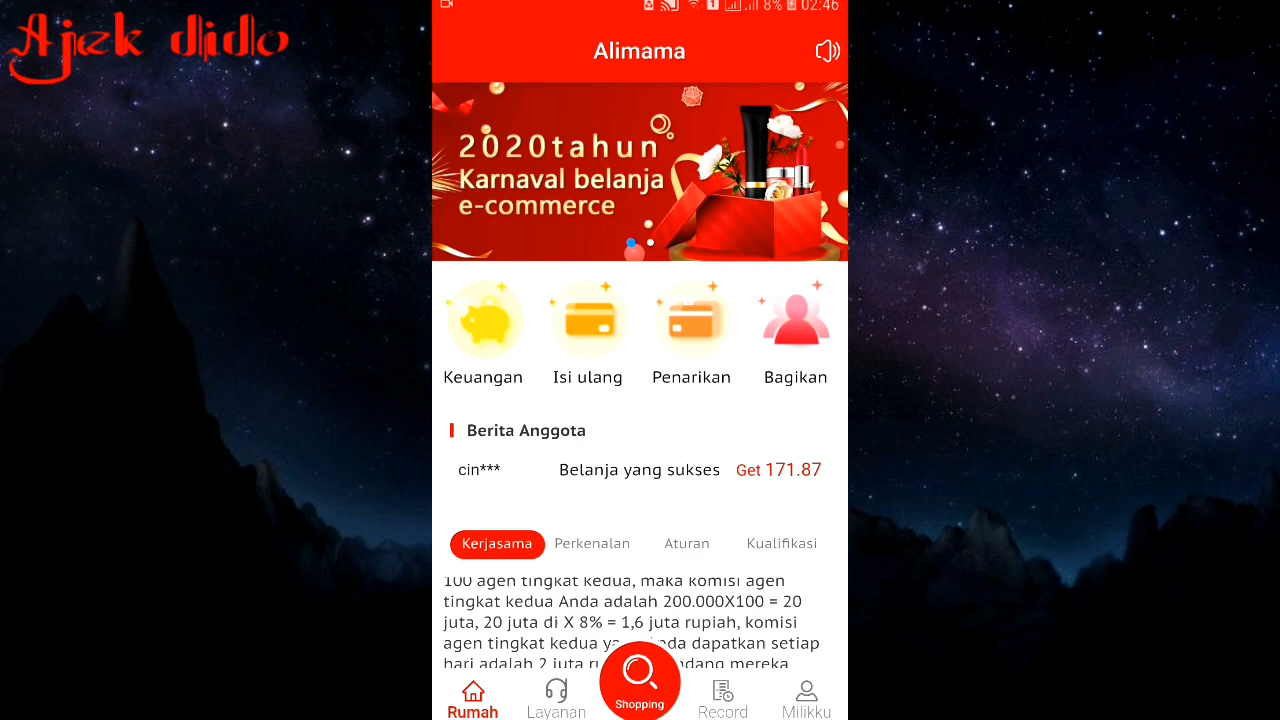 Ajek dido
8% 02:46
Alimama
2020tahun
Karnaval belanja
e-commerce
Keuangan Isi ulang Penarikan Bagikan
Berita Anggota
cin*** Belanja yang sukses Get 171.87
Kerjasama Perkenalan Aturan Kualifikasi
100 agen tingkat kedua, maka komisi agen
tingkat kedua Anda adalah 200.000X100 = 20
juta, 20 juta di X 8% = 1,6 juta rupiah, komisi
agen tingkat kedua dapatkan setiap
hari adalah 2 juta mereka
Shopping
Rumah Layanan Record Milikku